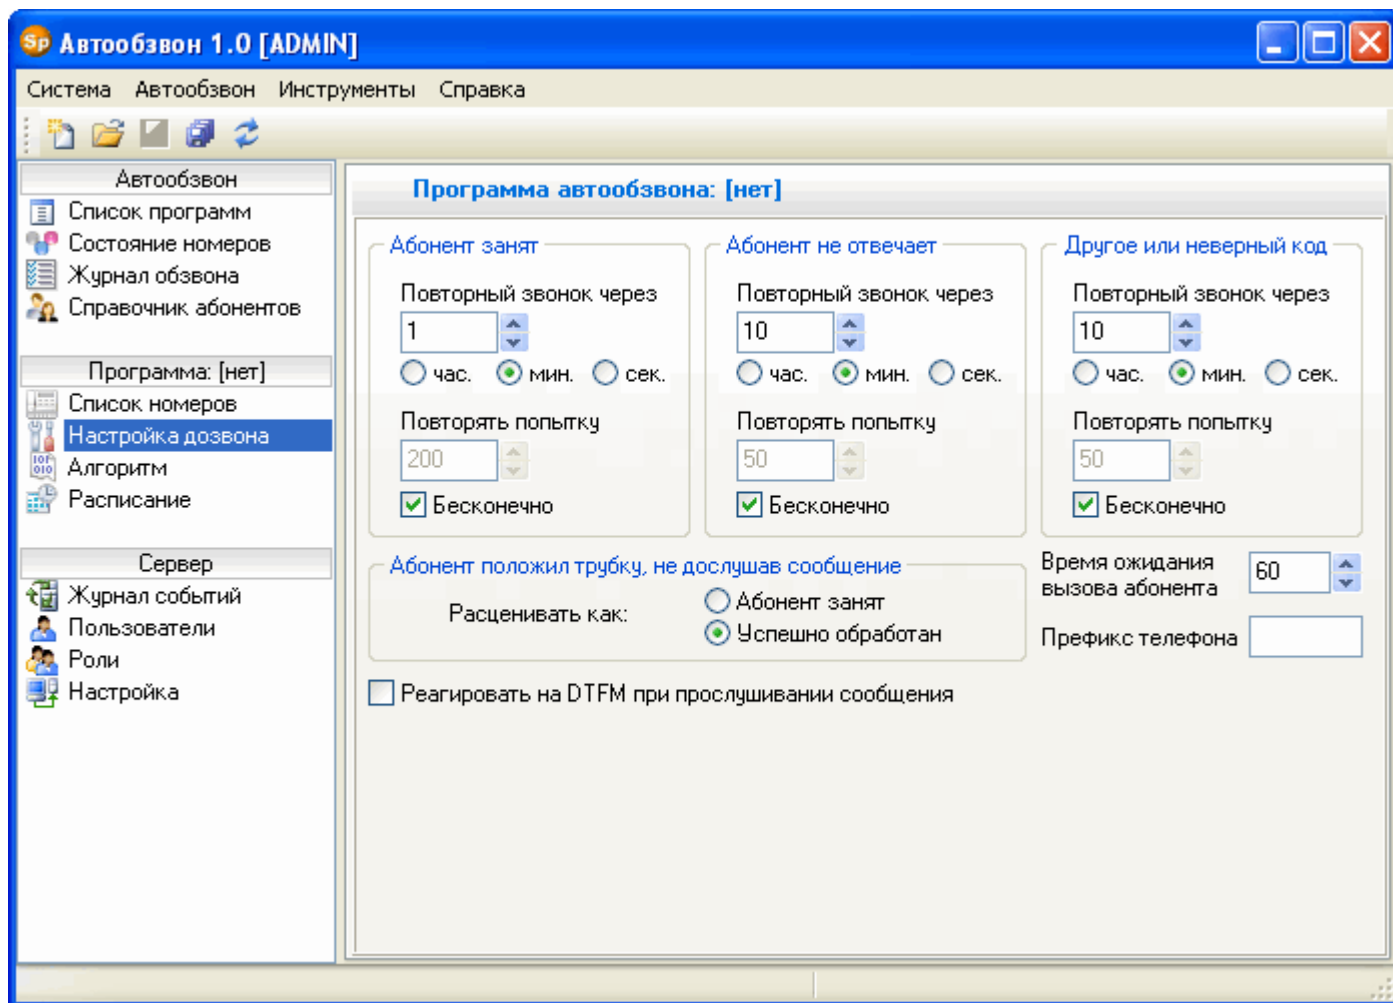 Sp Автообзвон 1.0 [ADMIN]
Система Автообзвон Инструменты Справка
Автообзвон
Список программ
Состояние номеров
Журнал обзвона
Справочник абонентов
Программа: [нет]
Список номеров
Настройка дозвона
Алгоритм
Расписание
Сервер
Журнал событий
Пользователи
Роли
Настройка
Программа автообзвона: [нет]
Абонент занят
Повторный звонок через
1
час. мин. сек.
Повторять попытку
200
Бесконечно
Абонент не отвечает
Повторный звонок через
10
час. мин. сек.
Повторять попытку
50
Бесконечно
Другое или неверный код
Повторный звонок через
10
час. мин. сек.
Повторять попытку
50
Бесконечно
Абонент положил трубку, не дослушав сообщение
Расценивать как:
Абонент занят
Успешно обработан
Время ожидания
вызова абонента
60
Префикс телефона
Реагировать на DTFM при прослушивании сообщения